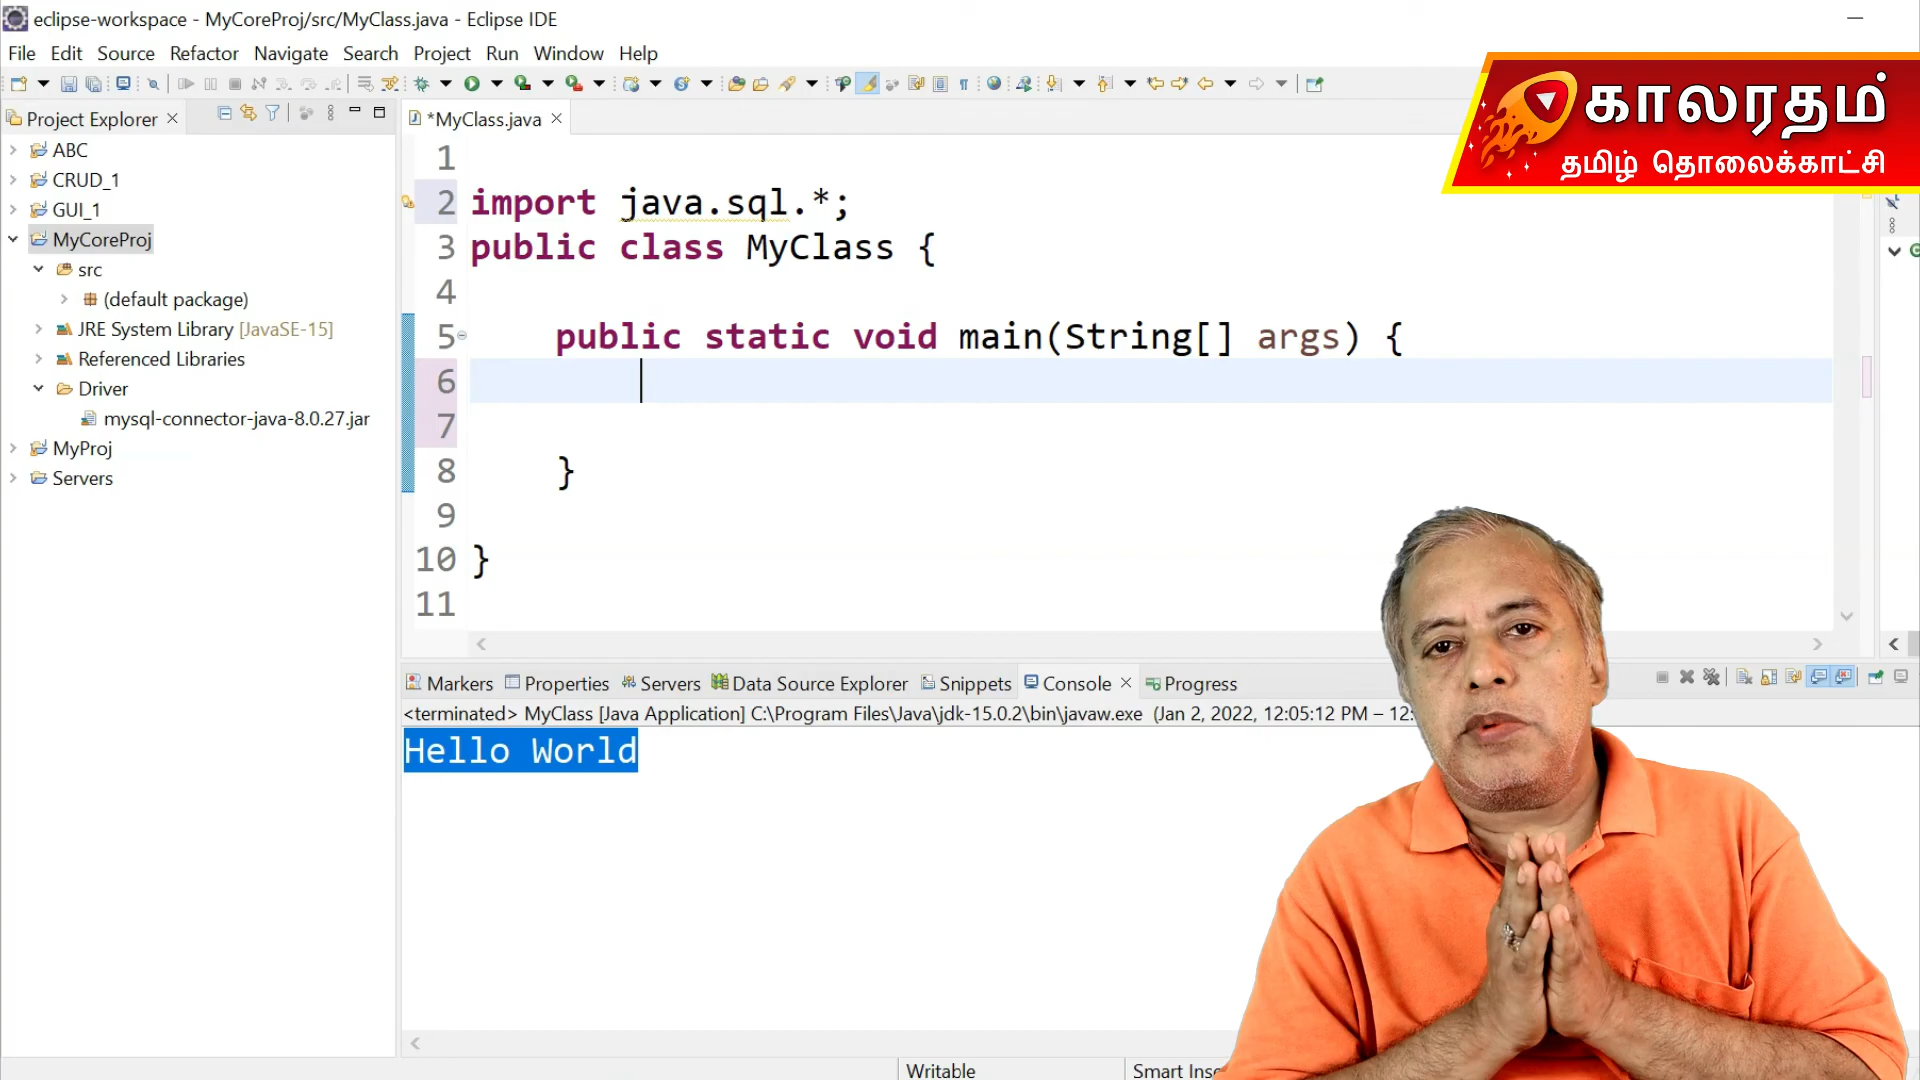 eclipse-workspace - MyCoreProj/src/MyClass.java - Eclipse IDE
File Edit Source Refactor Navigate Search Project Run Window Help
காலரதம்
தமிழ் தொலைக்காட்சி
Project Explorer
*MyClass.java
ABC
CRUD_1
GUI_1
MyCoreProj
src
(default package)
JRE System Library [JavaSE-15]
Referenced Libraries
Driver
mysql-connector-java-8.0.27.jar
MyProj
Servers
1
2 import java.sql.*;
3 public class MyClass {
4
5 public static void main(String[] args) {
6
7
8 }
9
10 }
11
Markers Properties Servers Data Source Explorer Snippets Console Progress
<terminated> MyClass [Java Application] C:\Program Files\Java\jdk-15.0.2\bin\javaw.exe (Jan 2, 2022, 12:05:12 PM – 12:
Hello World
Writable Smart Inse